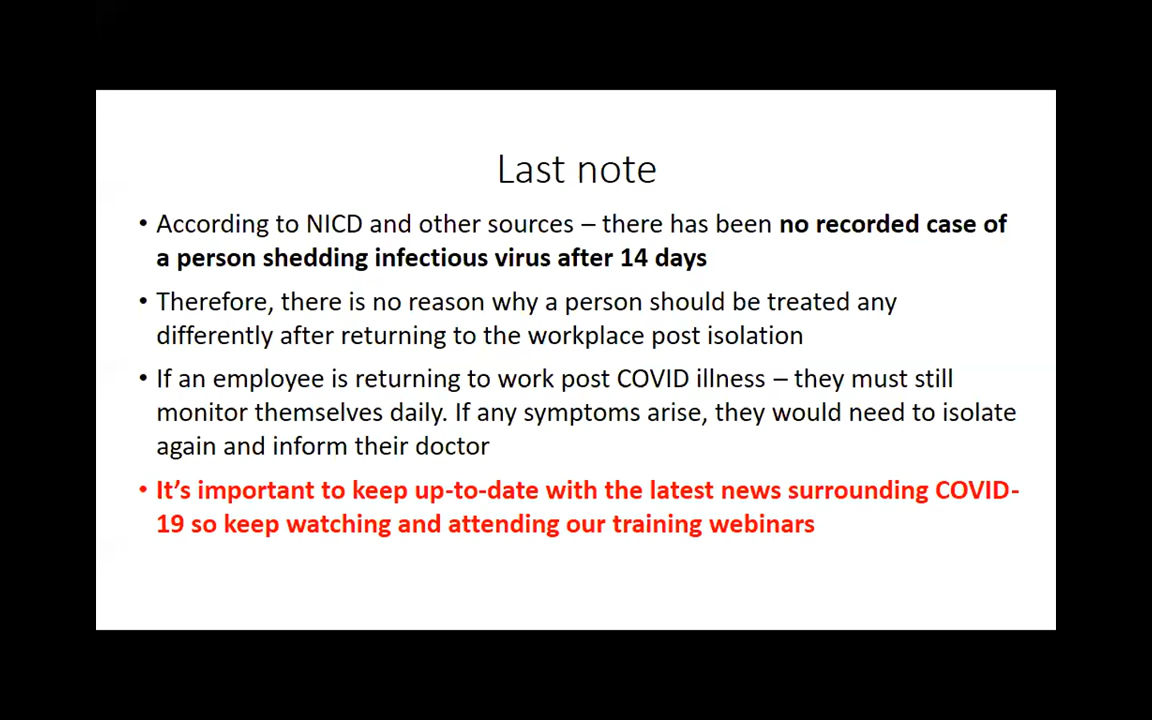 Last note
• According to NICD and other sources – there has been no recorded case of
a person shedding infectious virus after 14 days
• Therefore, there is no reason why a person should be treated any
differently after returning to the workplace post isolation
• If an employee is returning to work post COVID illness – they must still
monitor themselves daily. If any symptoms arise, they would need to isolate
again and inform their doctor
• It’s important to keep up-to-date with the latest news surrounding COVID-
19 so keep watching and attending our training webinars